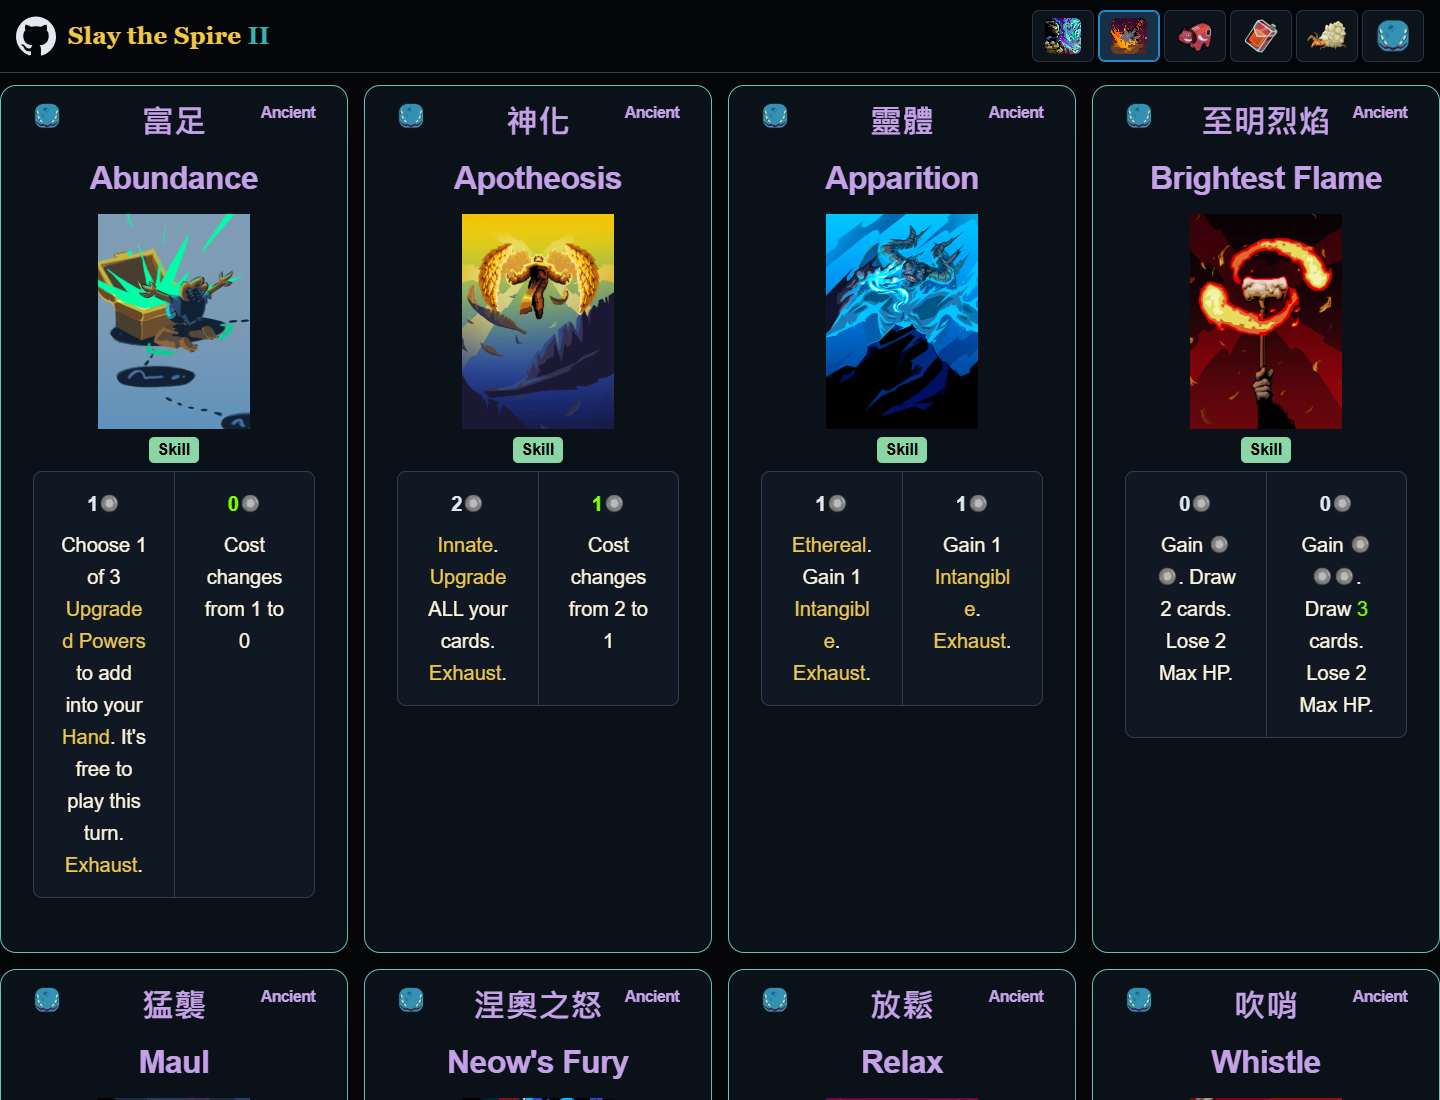 Slay the Spire II
富足
Ancient
Abundance
Skill
1
0
Choose 1
of 3
Upgrade
d Powers
to add
into your
Hand. It's
free to
play this
turn.
Exhaust.
Cost
changes
from 1 to
0
神化
Ancient
Apotheosis
Skill
2
1
Innate.
Upgrade
ALL your
cards.
Exhaust.
Cost
changes
from 2 to
1
靈體
Ancient
Apparition
Skill
1
1
Ethereal.
Gain 1
Intangibl
e.
Exhaust.
Gain 1
Intangibl
e.
Exhaust.
至明烈焰
Ancient
Brightest Flame
Skill
0
0
Gain
. Draw
2 cards.
Lose 2
Max HP.
Gain
.
Draw 3
cards.
Lose 2
Max HP.
猛襲
Ancient
Maul
涅奧之怒
Ancient
Neow's Fury
放鬆
Ancient
Relax
吹哨
Ancient
Whistle